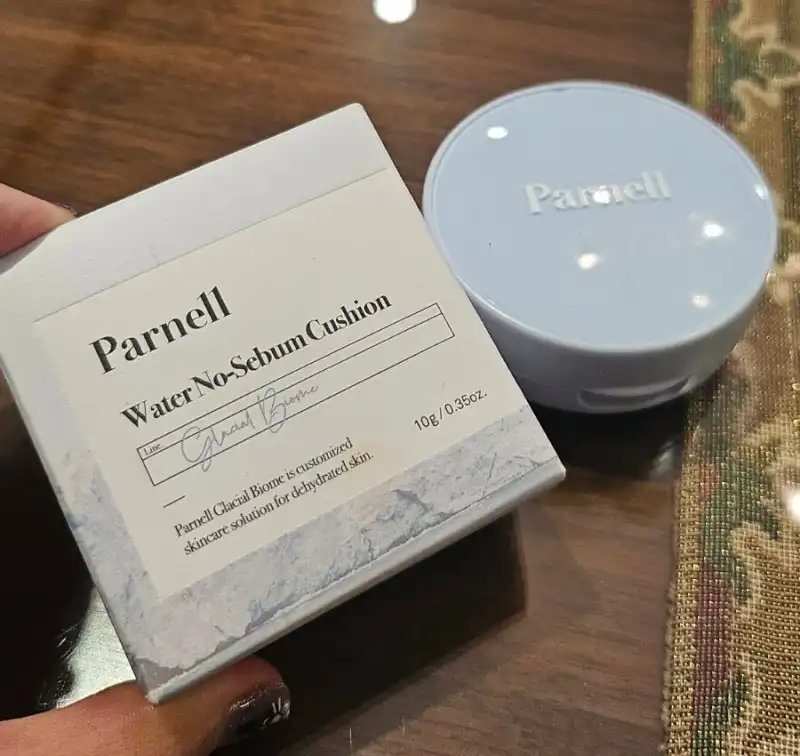 Parnell
Water No-Sebum Cushion
Line
Glacial Biome
10g / 0.35oz.
Parnell Glacial Biome is customized
skincare solution for dehydrated skin.
Parnell